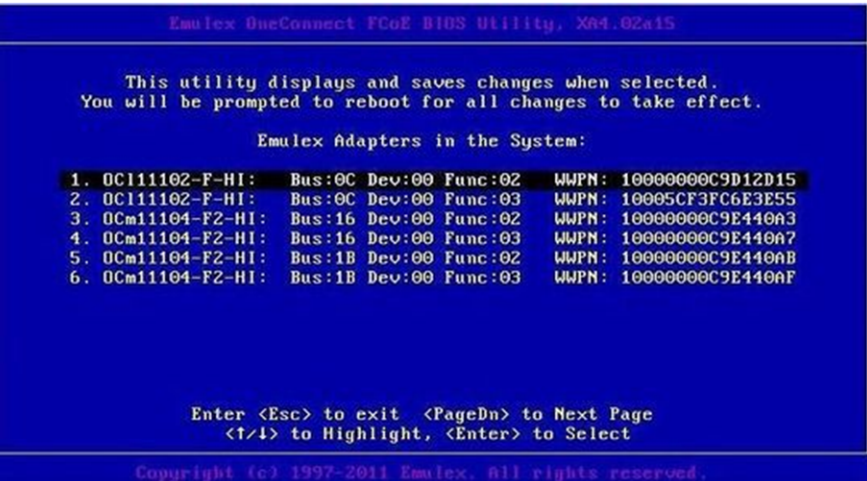 Emulex OneConnect FCoE BIOS Utility, XA4.02a15
This utility displays and saves changes when selected.
You will be prompted to reboot for all changes to take effect.
Emulex Adapters in the System:
1. OCl11102-F-HI: Bus:0C Dev:00 Func:02 WWPN: 10000000C9D12D15
2. OCl11102-F-HI: Bus:0C Dev:00 Func:03 WWPN: 10005CF3FC6E3E55
3. OCm11104-F2-HI: Bus:16 Dev:00 Func:02 WWPN: 10000000C9E440A3
4. OCm11104-F2-HI: Bus:16 Dev:00 Func:03 WWPN: 10000000C9E440A7
5. OCm11104-F2-HI: Bus:1B Dev:00 Func:02 WWPN: 10000000C9E440AB
6. OCm11104-F2-HI: Bus:1B Dev:00 Func:03 WWPN: 10000000C9E440AF
Enter <Esc> to exit <PageDn> to Next Page
<↑/↓> to Highlight, <Enter> to Select
Copyright (c) 1997-2011 Emulex. All rights reserved.